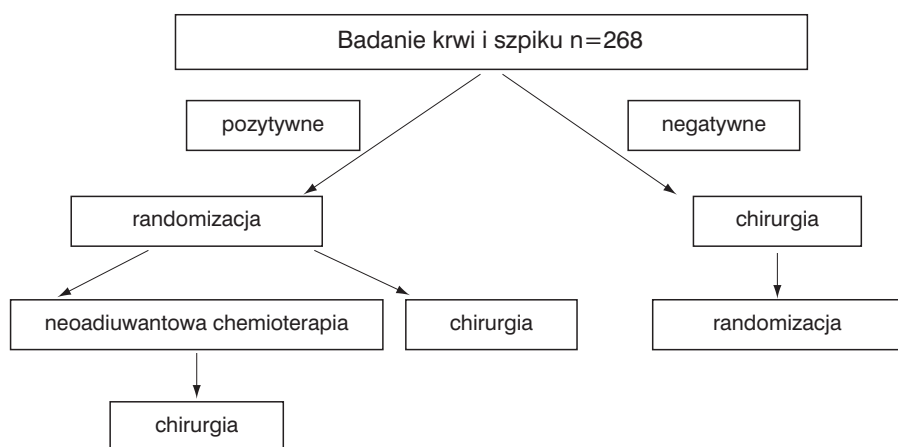 Badanie krwi i szpiku n=268
pozytywne
negatywne
randomizacja
chirurgia
neoadiuwantowa chemioterapia
chirurgia
randomizacja
chirurgia